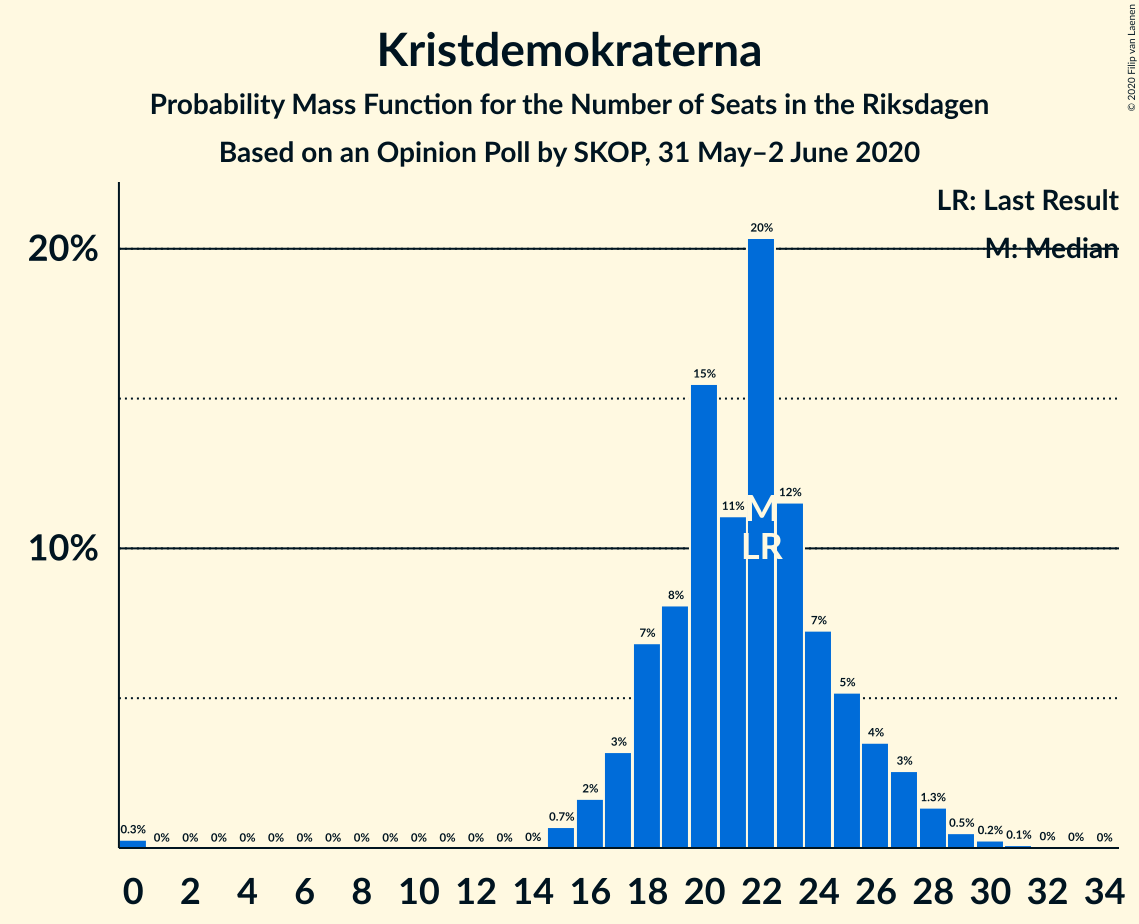 Kristdemokraterna
Probability Mass Function for the Number of Seats in the Riksdagen
Based on an Opinion Poll by SKOP, 31 May–2 June 2020
© 2020 Filip van Laenen
LR: Last Result
M: Median
20%
10%
0.3% 0% 0% 0% 0% 0% 0% 0% 0% 0% 0% 0% 0% 0% 0% 0.7% 2% 3% 7% 8% 15% 11% 20% 12% 7% 5% 4% 3% 1.3% 0.5% 0.2% 0.1% 0% 0% 0%
M
LR
0 2 4 6 8 10 12 14 16 18 20 22 24 26 28 30 32 34